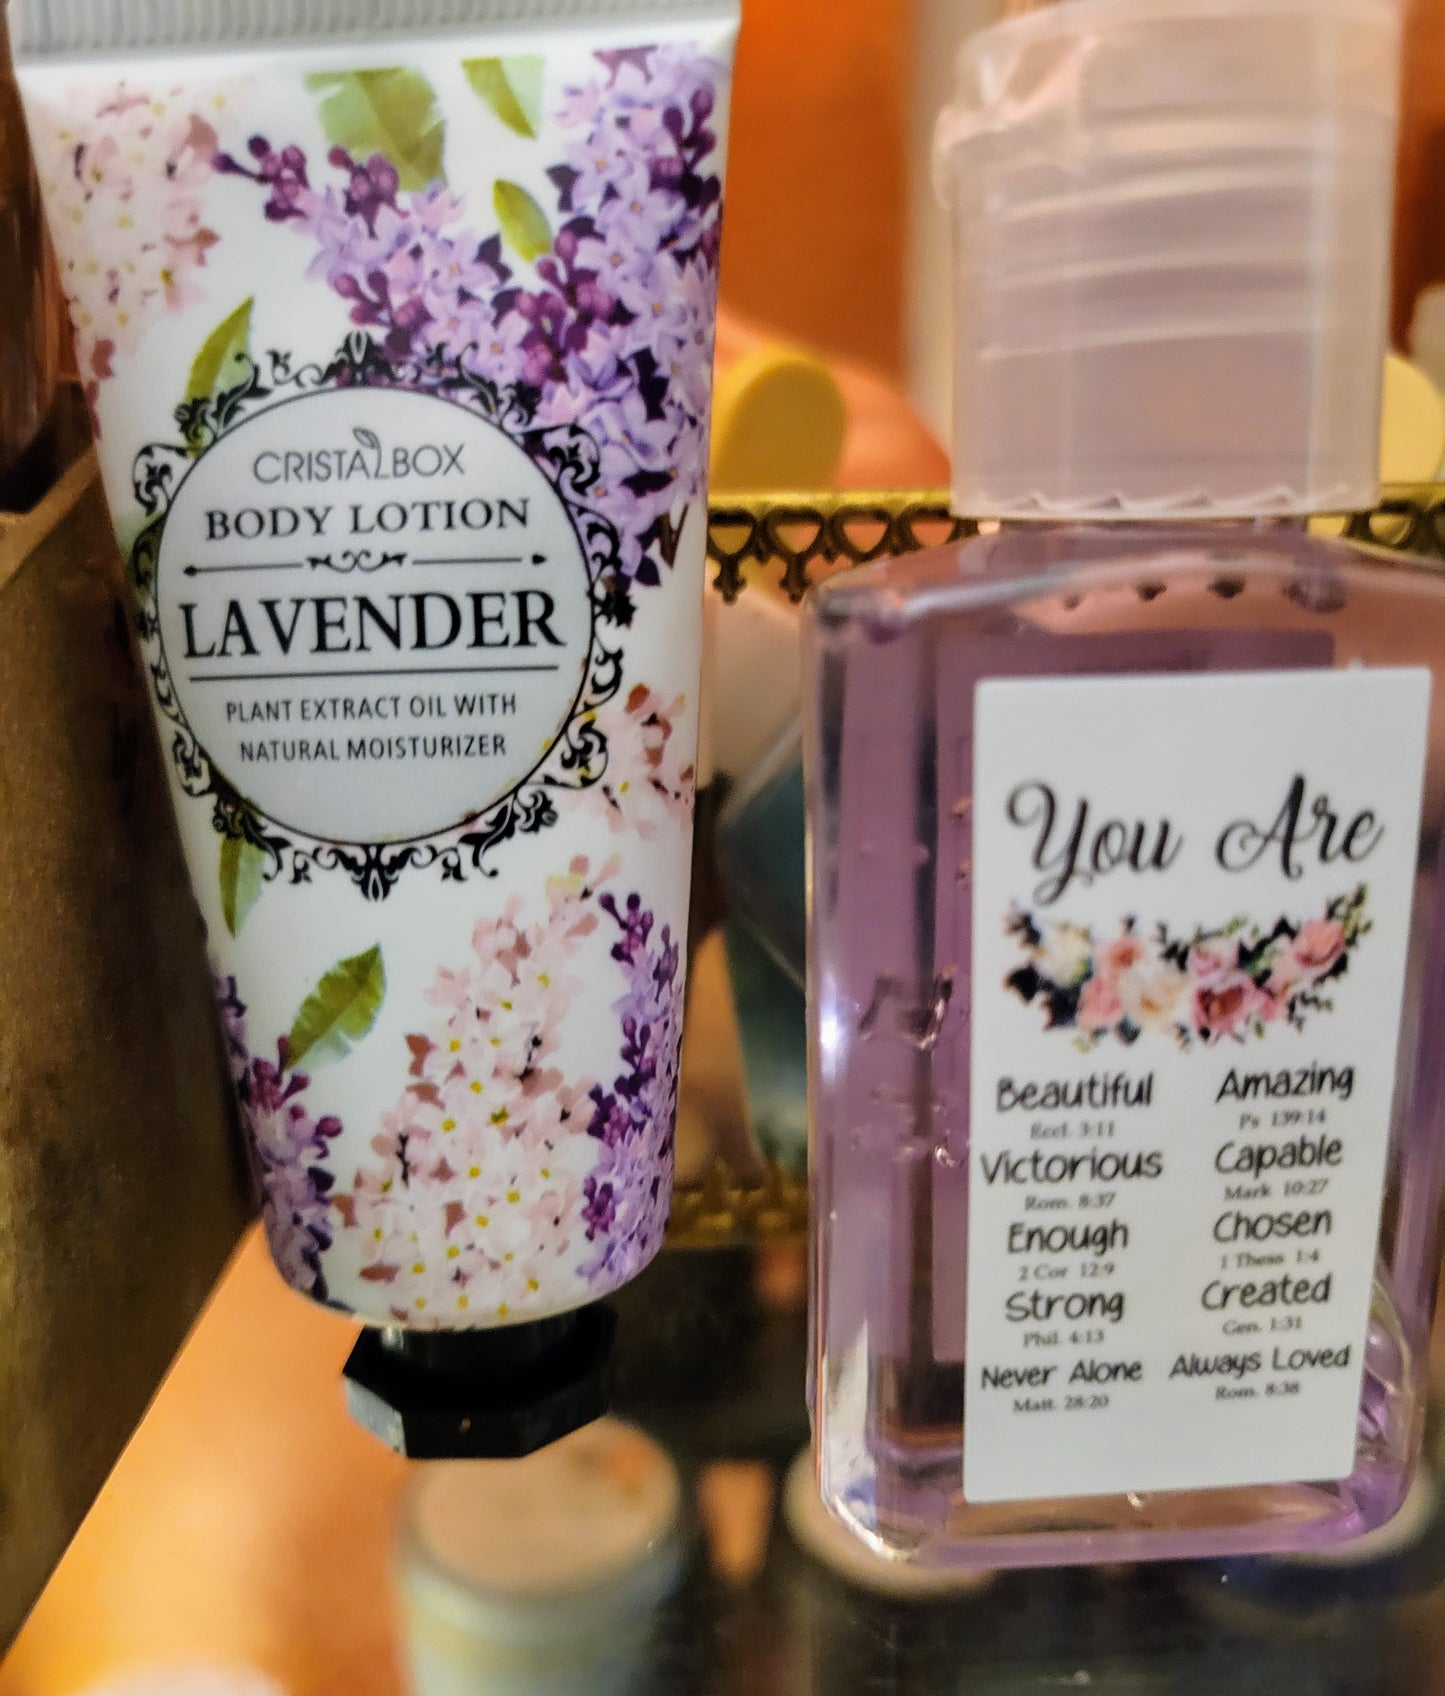 CRISTALBOX
BODY LOTION
LAVENDER
PLANT EXTRACT OIL WITH
NATURAL MOISTURIZER
You Are
Beautiful
Eccl. 3:11
Victorious
Rom. 8:37
Enough
2 Cor 12:9
Strong
Phil. 4:13
Never Alone
Matt. 28:20
Amazing
Ps 139:14
Capable
Mark 10:27
Chosen
1 Thess 1:4
Created
Gen. 1:31
Always Loved
Rom. 8:38